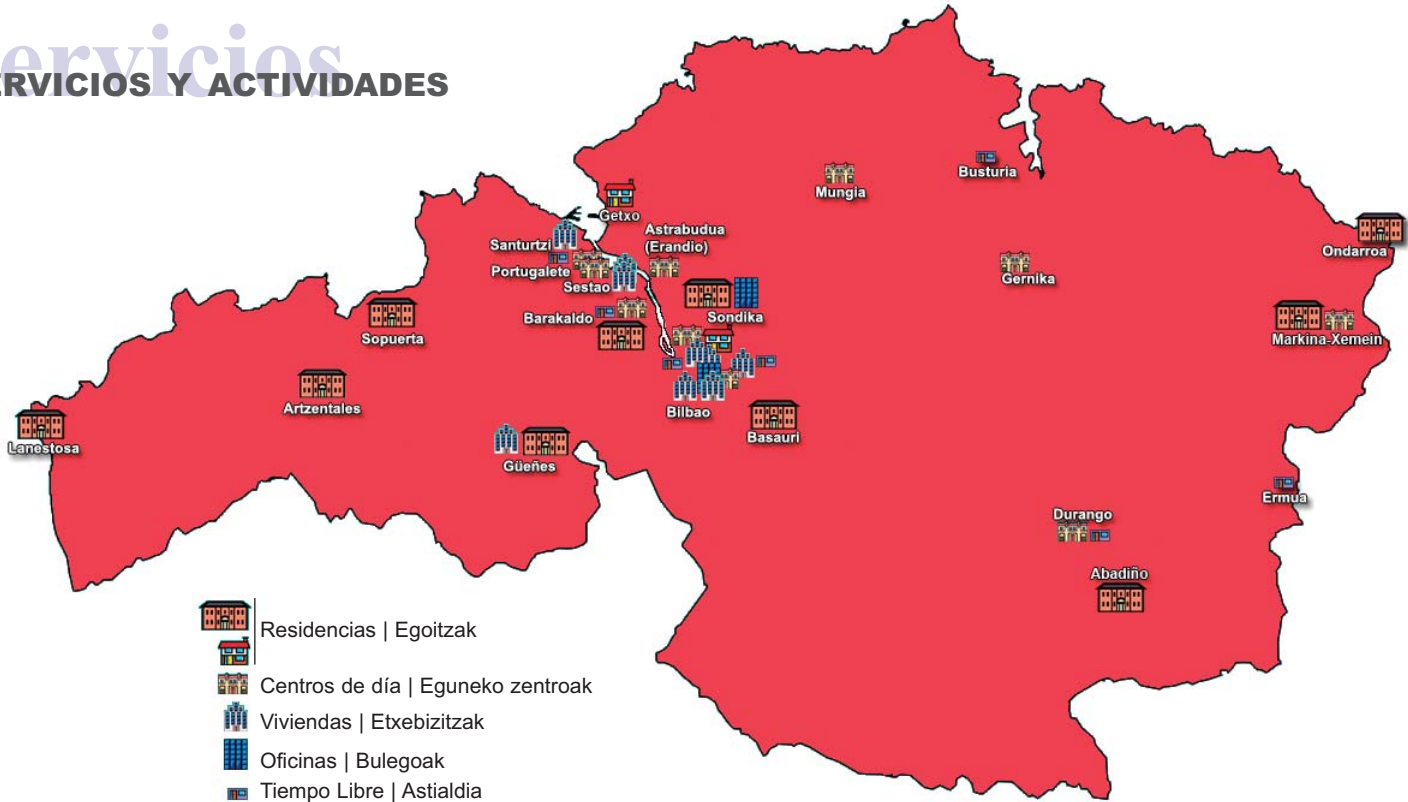 ervicios
ERVICIOS Y ACTIVIDADES
Mungia
Busturia
Getxo
Astrabudua
(Erandio)
Santurtzi
Portugalete
Sestao
Ondarroa
Gernika
Barakaldo
Sondika
Sopuerta
Markina-Xemein
Artzentales
Bilbao
Basauri
Lanestosa
Güeñes
Ermua
Durango
Abadiño
Residencias | Egoitzak
Centros de día | Eguneko zentroak
Viviendas | Etxebizitzak
Oficinas | Bulegoak
Tiempo Libre | Astialdia